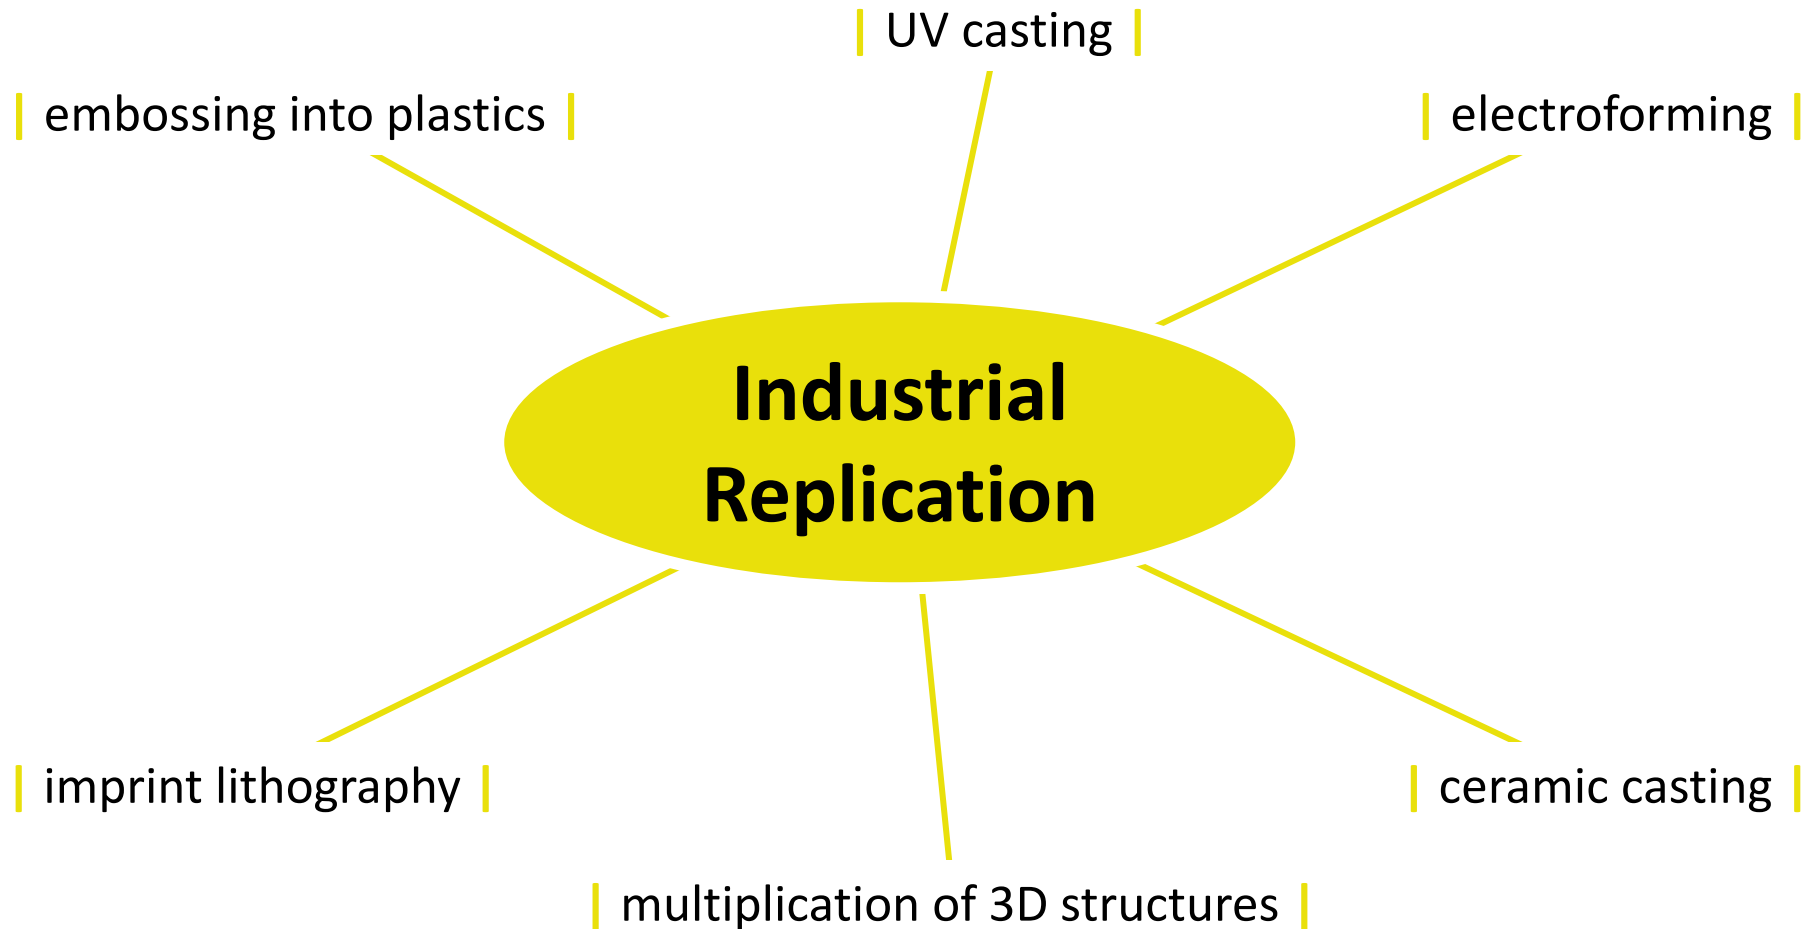 | UV casting |
| embossing into plastics |
| electroforming |
Industrial
Replication
| imprint lithography |
| ceramic casting |
| multiplication of 3D structures |